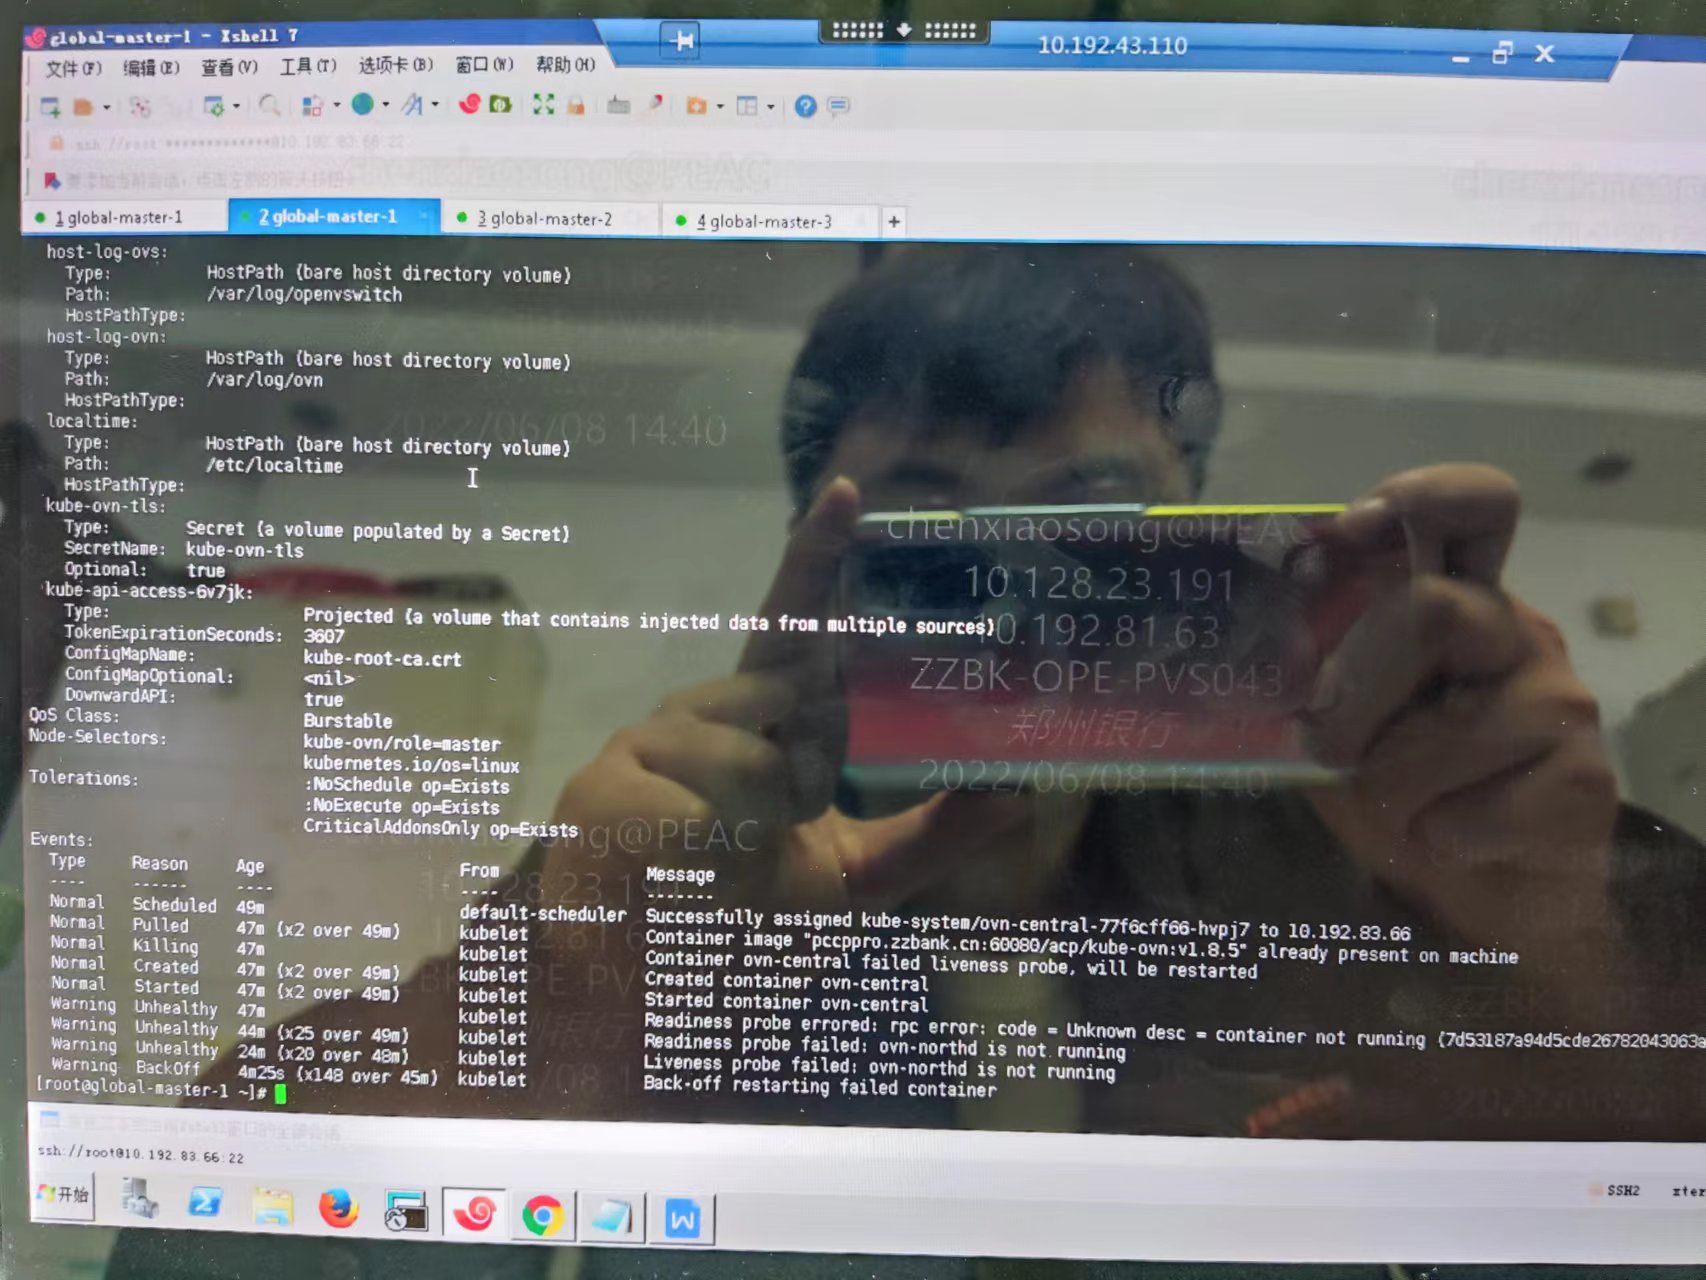 global-master-1 - Xshell 7
10.192.43.110
文件(F) 编辑(E) 查看(V) 工具(T) 选项卡(B) 窗口(W) 帮助(H)
ssh://root:*************@10.192.83.66:22
1 global-master-1 2 global-master-1 3 global-master-2 4 global-master-3 +
host-log-ovs:
Type: HostPath (bare host directory volume)
Path: /var/log/openvswitch
HostPathType:
host-log-ovn:
Type: HostPath (bare host directory volume)
Path: /var/log/ovn
HostPathType:
localtime:
Type: HostPath (bare host directory volume)
Path: /etc/localtime
HostPathType:
kube-ovn-tls:
Type: Secret (a volume populated by a Secret)
SecretName: kube-ovn-tls
Optional: true
kube-api-access-6v7jk:
Type: Projected (a volume that contains injected data from multiple sources)
TokenExpirationSeconds: 3607
ConfigMapName: kube-root-ca.crt
ConfigMapOptional: <nil>
DownwardAPI: true
QoS Class: Burstable
Node-Selectors: kube-ovn/role=master
kubernetes.io/os=linux
Tolerations: :NoSchedule op=Exists
:NoExecute op=Exists
CriticalAddonsOnly op=Exists
Events:
Type Reason Age From Message
---- ------ ---- ---- -------
Normal Scheduled 49m default-scheduler Successfully assigned kube-system/ovn-central-77f6cff66-hvpj7 to 10.192.83.66
Normal Pulled 47m (x2 over 49m) kubelet Container image "pccppro.zzbank.cn:60080/acp/kube-ovn:v1.8.5" already present on machine
Normal Killing 47m kubelet Container ovn-central failed liveness probe, will be restarted
Normal Created 47m (x2 over 49m) kubelet Created container ovn-central
Normal Started 47m (x2 over 49m) kubelet Started container ovn-central
Warning Unhealthy 47m kubelet Readiness probe errored: rpc error: code = Unknown desc = container not running (7d53187a94d5cde26782043063a
Warning Unhealthy 44m (x25 over 49m) kubelet Readiness probe failed: ovn-northd is not running
Warning Unhealthy 24m (x20 over 48m) kubelet Liveness probe failed: ovn-northd is not running
Warning BackOff 4m25s (x148 over 45m) kubelet Back-off restarting failed container
[root@global-master-1 ~]#
chenxiaosong@PEAC
10.128.23.191
10.192.81.63
ZZBK-OPE-PVS043
郑州银行
2022/06/08 14:40
ssh://root@10.192.83.66:22
SSH2 xter
开始